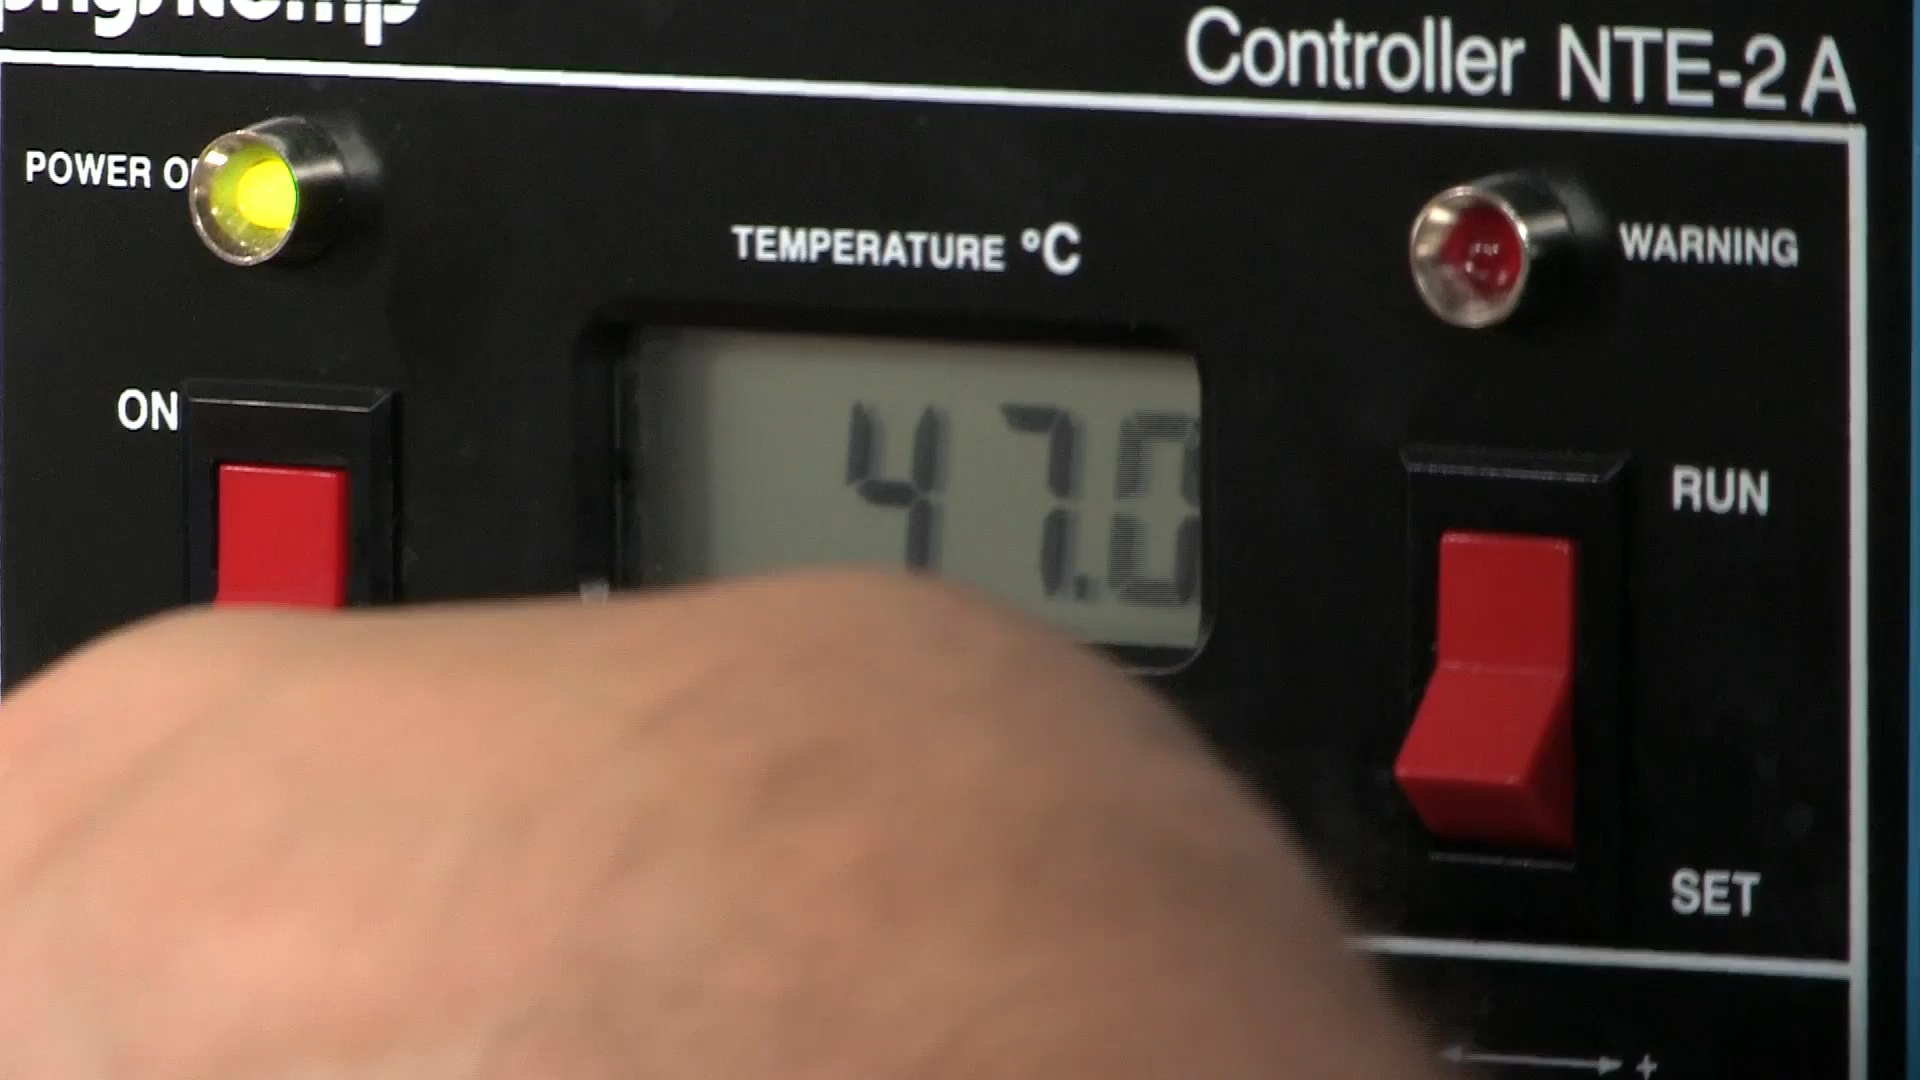 Controller NTE-2 A
POWER
TEMPERATURE °C
WARNING
ON
47.0
RUN
SET
+